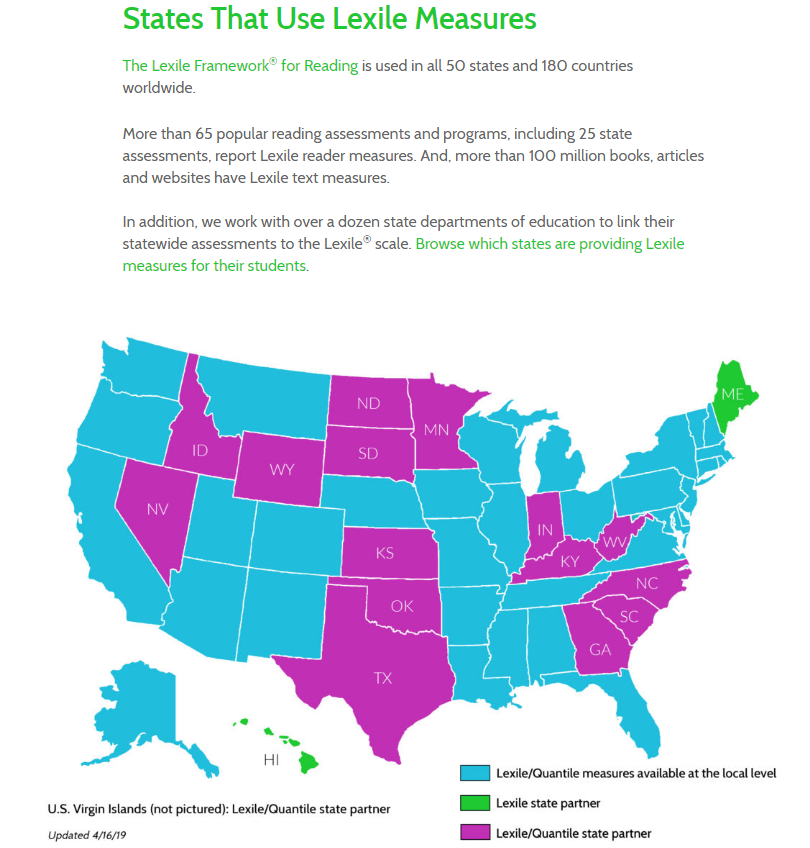 States That Use Lexile Measures
The Lexile Framework® for Reading is used in all 50 states and 180 countries
worldwide.
More than 65 popular reading assessments and programs, including 25 state
assessments, report Lexile reader measures. And, more than 100 million books, articles
and websites have Lexile text measures.
In addition, we work with over a dozen state departments of education to link their
statewide assessments to the Lexile® scale. Browse which states are providing Lexile
measures for their students.
ME
ND
MN
ID
SD
WY
NV
IN
WV
KS
KY
NC
OK
SC
GA
TX
HI
Lexile/Quantile measures available at the local level
Lexile state partner
Lexile/Quantile state partner
U.S. Virgin Islands (not pictured): Lexile/Quantile state partner
Updated 4/16/19